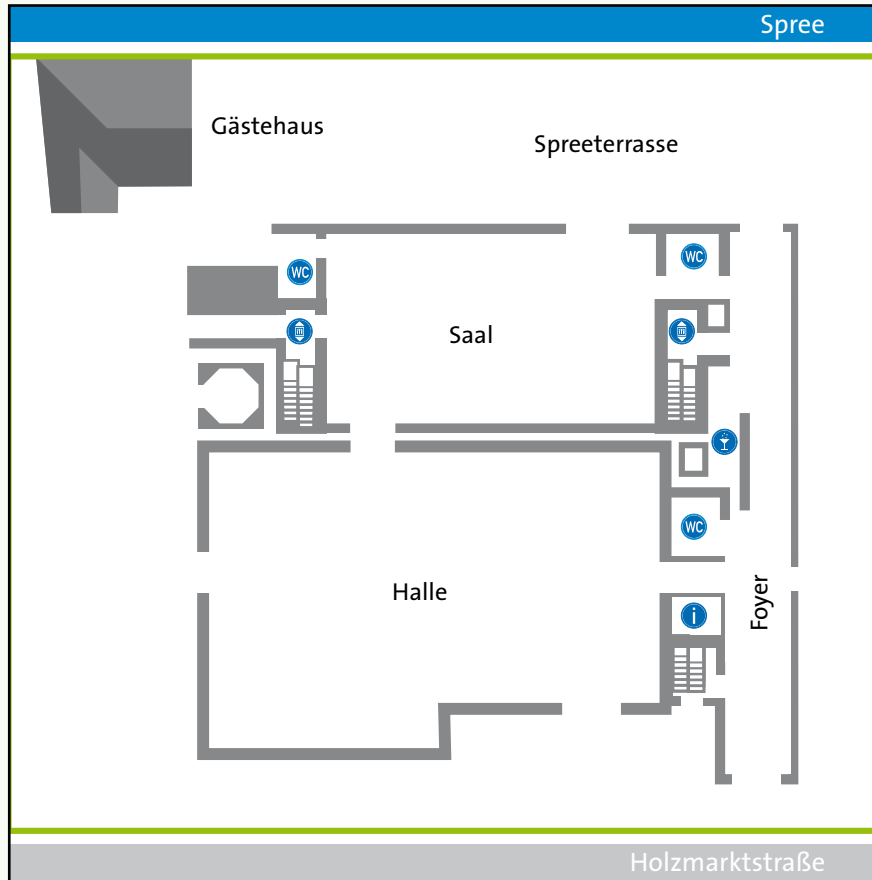 Spree
Gästehaus
Spreeterrasse
WC
WC
Saal
WC
Halle
i
Foyer
Holzmarktstraße